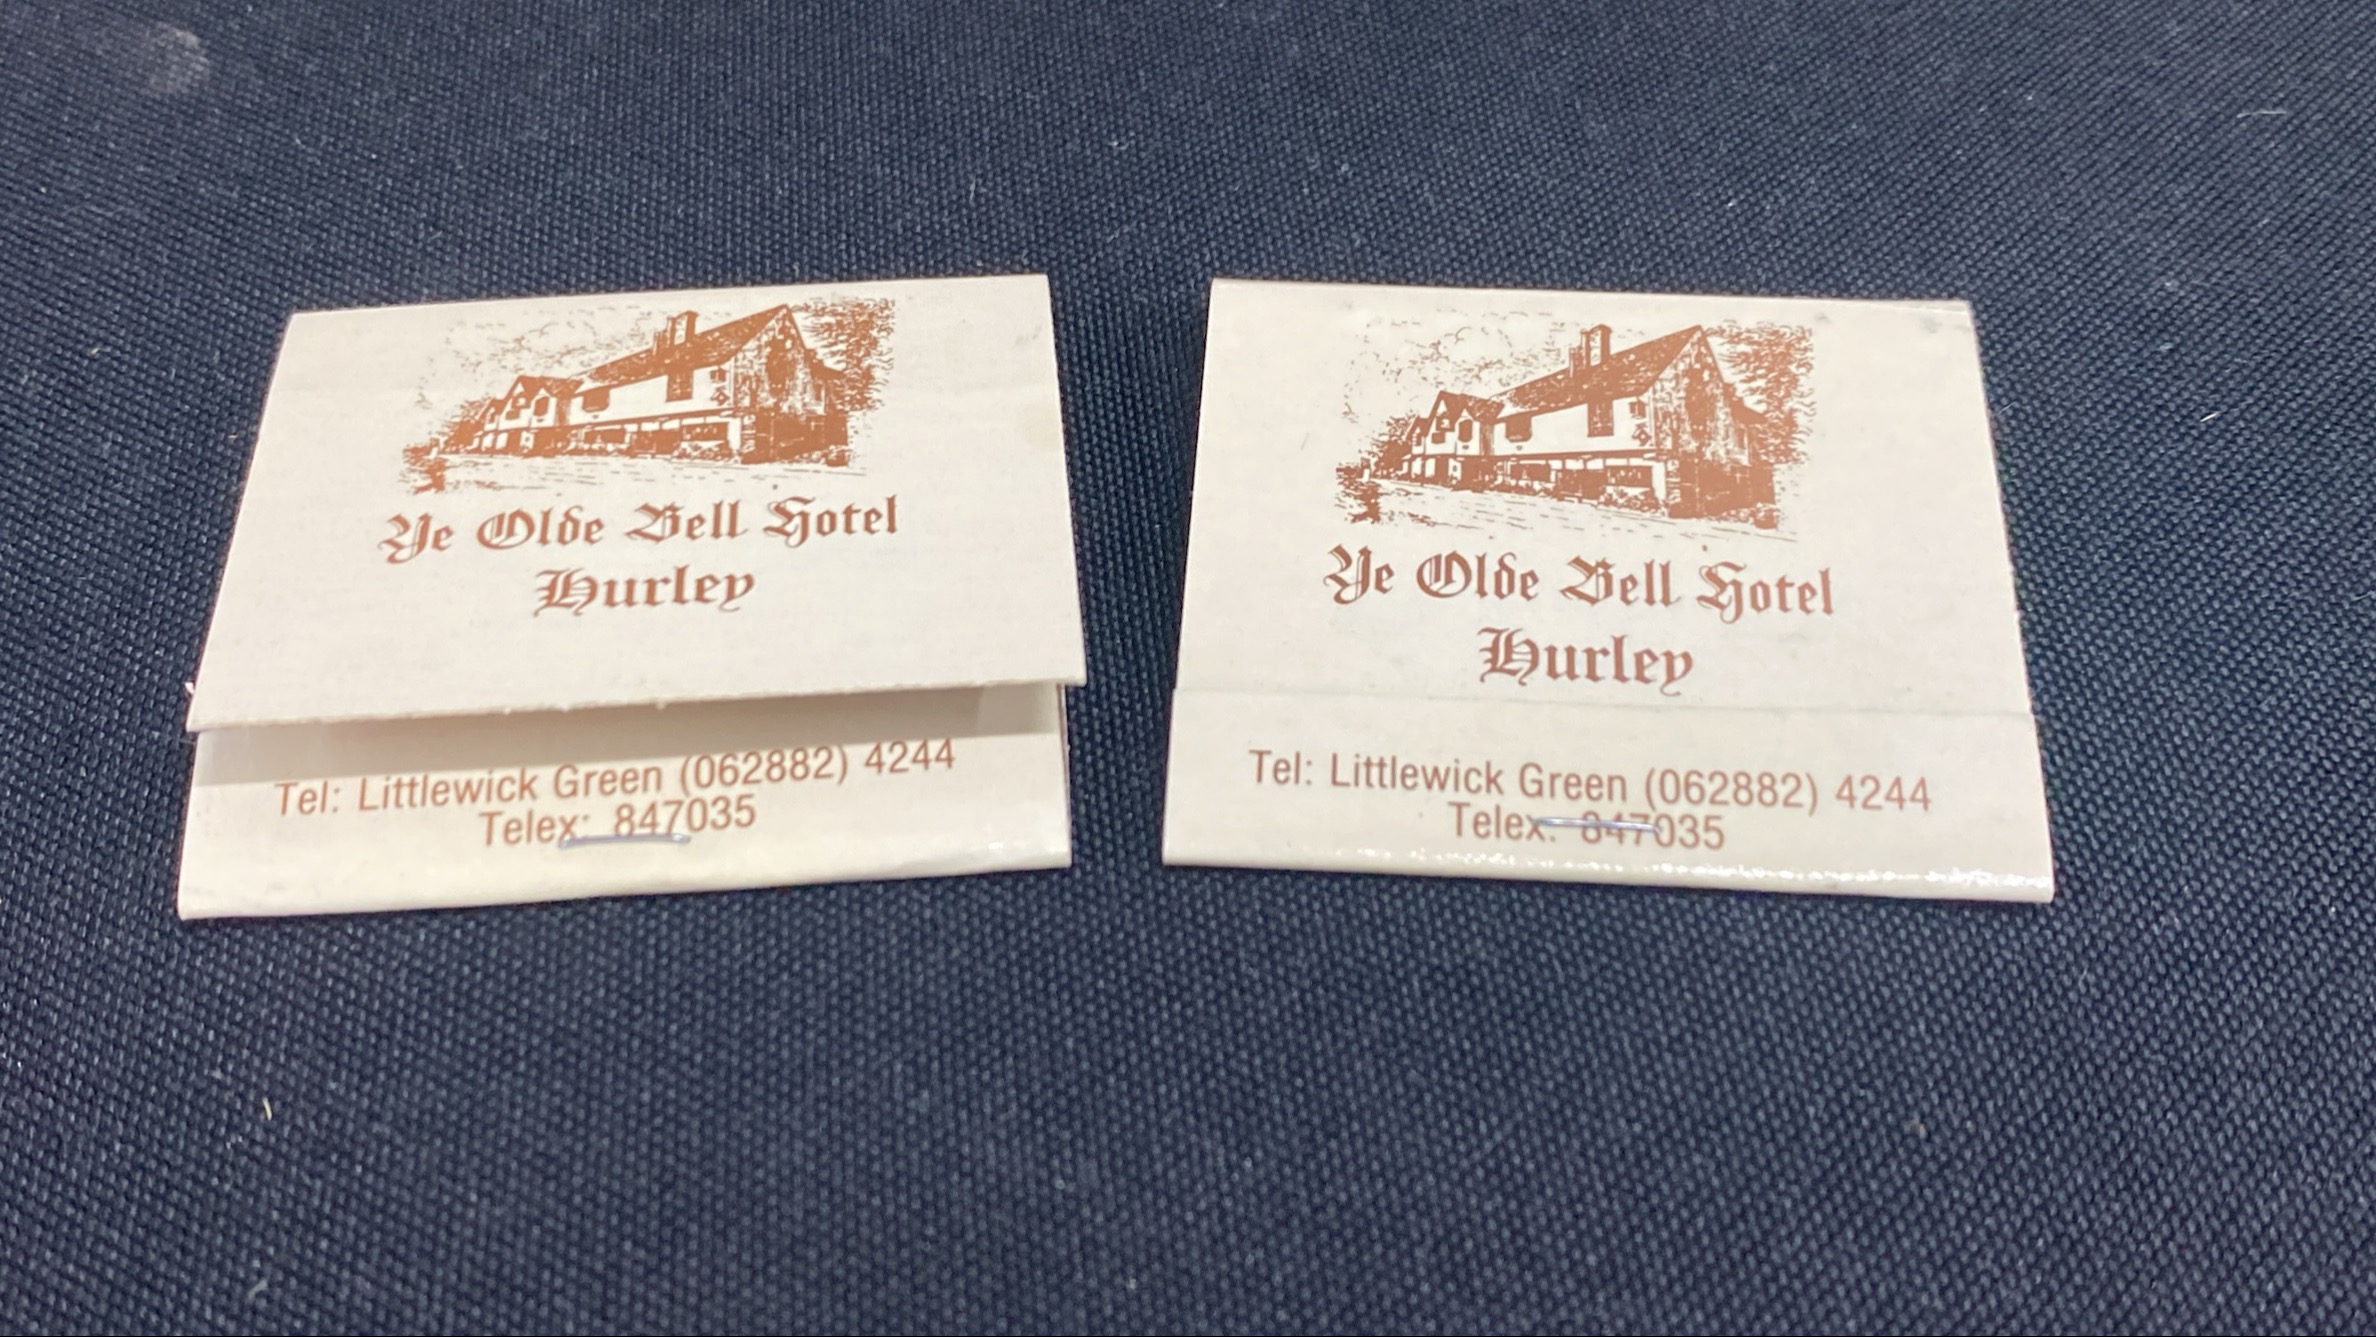 Ye Olde Bell Hotel
Hurley
Tel: Littlewick Green (062882) 4244
Telex: 847035
Ye Olde Bell Hotel
Hurley
Tel: Littlewick Green (062882) 4244
Telex: 847035